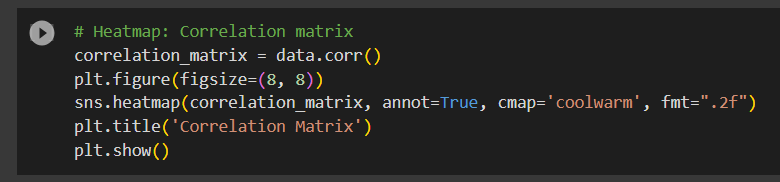 # Heatmap: Correlation matrix
correlation_matrix = data.corr()
plt.figure(figsize=(8, 8))
sns.heatmap(correlation_matrix, annot=True, cmap='coolwarm', fmt=".2f")
plt.title('Correlation Matrix')
plt.show()